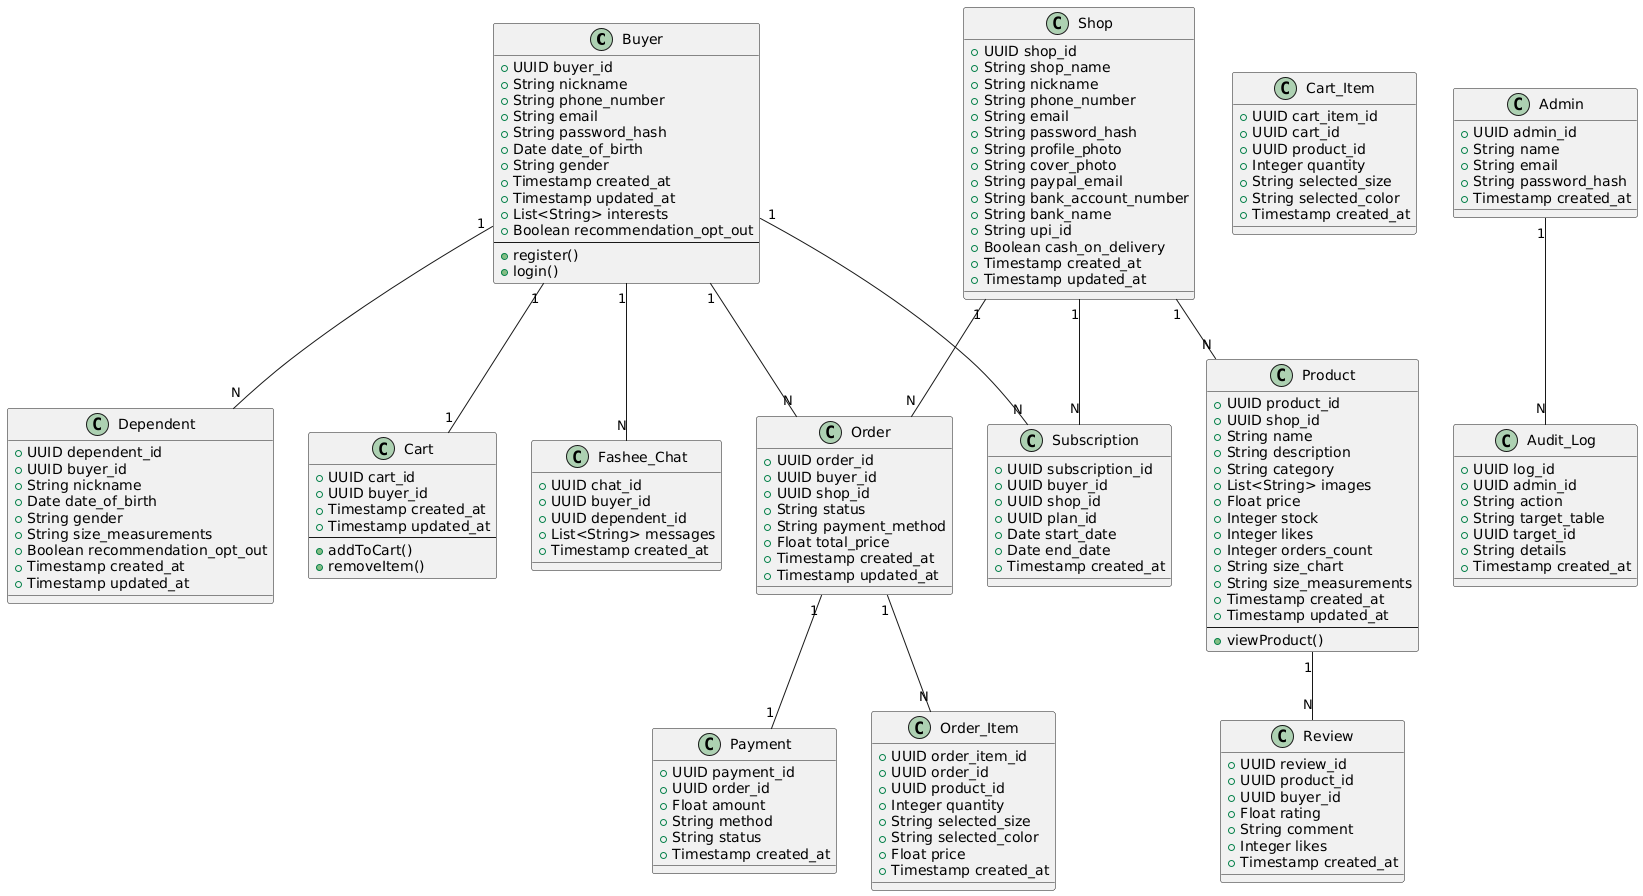 C Buyer
UUID buyer_id
String nickname
String phone_number
String email
String password_hash
Date date_of_birth
String gender
Timestamp created_at
Timestamp updated_at
List<String> interests
Boolean recommendation_opt_out
register()
login()
C Shop
UUID shop_id
String shop_name
String nickname
String phone_number
String email
String password_hash
String profile_photo
String cover_photo
String paypal_email
String bank_account_number
String bank_name
String upi_id
Boolean cash_on_delivery
Timestamp created_at
Timestamp updated_at
C Cart_Item
UUID cart_item_id
UUID cart_id
UUID product_id
Integer quantity
String selected_size
String selected_color
Timestamp created_at
C Admin
UUID admin_id
String name
String email
String password_hash
Timestamp created_at
1
1
1
1
1
1
1
1
1
N
1
N
N
N
N
N
N
N
C Dependent
UUID dependent_id
UUID buyer_id
String nickname
Date date_of_birth
String gender
String size_measurements
Boolean recommendation_opt_out
Timestamp created_at
Timestamp updated_at
C Cart
UUID cart_id
UUID buyer_id
Timestamp created_at
Timestamp updated_at
addToCart()
removeItem()
C Fashee_Chat
UUID chat_id
UUID buyer_id
UUID dependent_id
List<String> messages
Timestamp created_at
C Order
UUID order_id
UUID buyer_id
UUID shop_id
String status
String payment_method
Float total_price
Timestamp created_at
Timestamp updated_at
C Subscription
UUID subscription_id
UUID buyer_id
UUID shop_id
UUID plan_id
Date start_date
Date end_date
Timestamp created_at
C Product
UUID product_id
UUID shop_id
String name
String description
String category
List<String> images
Float price
Integer stock
Integer likes
Integer orders_count
String size_chart
String size_measurements
Timestamp created_at
Timestamp updated_at
viewProduct()
C Audit_Log
UUID log_id
UUID admin_id
String action
String target_table
UUID target_id
String details
Timestamp created_at
1
1
1
1
N
N
C Payment
UUID payment_id
UUID order_id
Float amount
String method
String status
Timestamp created_at
C Order_Item
UUID order_item_id
UUID order_id
UUID product_id
Integer quantity
String selected_size
String selected_color
Float price
Timestamp created_at
C Review
UUID review_id
UUID product_id
UUID buyer_id
Float rating
String comment
Integer likes
Timestamp created_at